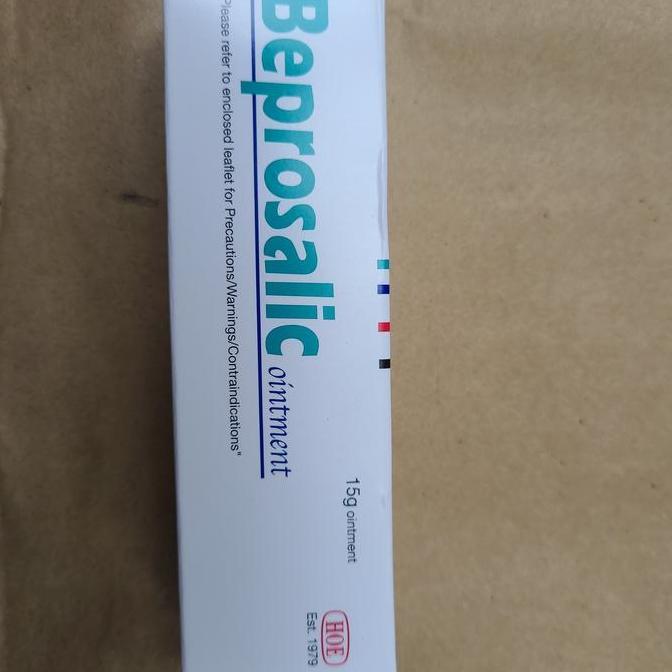 Beprosalic ointment
Please refer to enclosed leaflet for Precautions/Warnings/Contraindications"
15g ointment
HOE
Est. 1979